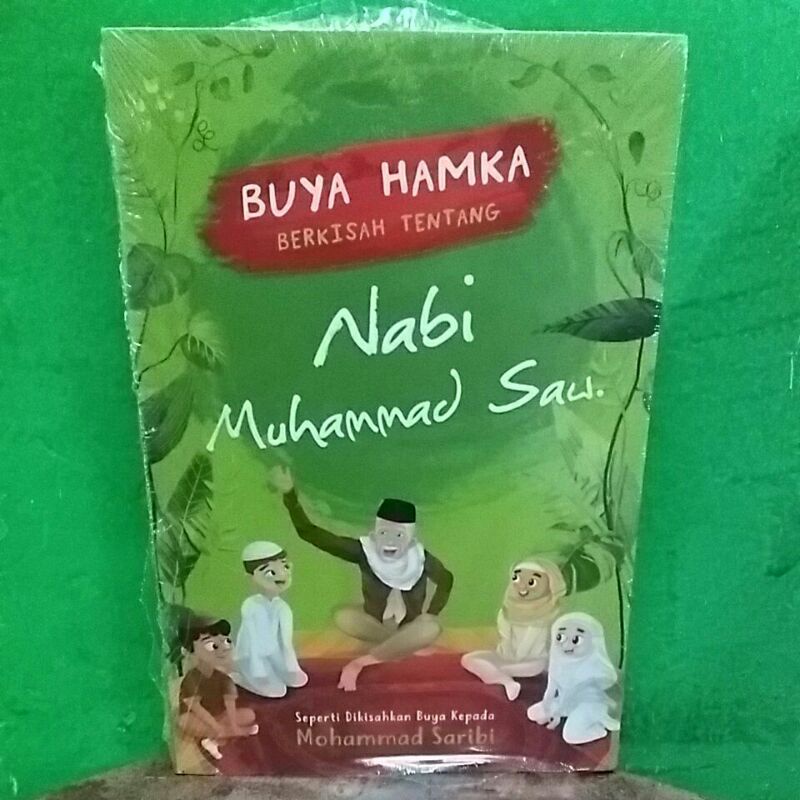 BUYA HAMKA
BERKISAH TENTANG
Nabi
Muhammad Saw.
Seperti Dikisahkan Buya Kepada
Mohammad Saribi